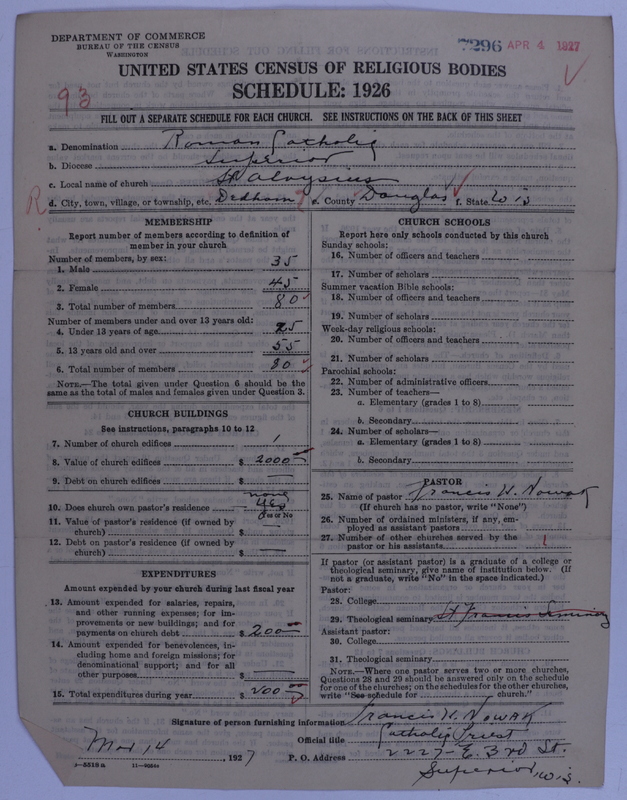 DEPARTMENT OF COMMERCE
BUREAU OF THE CENSUS
WASHINGTON
7296 APR 4 1927
UNITED STATES CENSUS OF RELIGIOUS BODIES
SCHEDULE: 1926
93
FILL OUT A SEPARATE SCHEDULE FOR EACH CHURCH. SEE INSTRUCTIONS ON THE BACK OF THIS SHEET
a. Denomination Roman Catholic
b. Diocese Superior
c. Local name of church St Aloysius
R d. City, town, village, or township, etc. Dedham e. County Douglas f. State Wis
MEMBERSHIP
Report number of members according to definition of member in your church
Number of members, by sex:
1. Male 35
2. Female 45
3. Total number of members 80
Number of members under and over 13 years old:
4. Under 13 years of age 25
5. 13 years old and over 55
6. Total number of members 80
NOTE.—The total given under Question 6 should be the same as the total of males and females given under Question 3.
CHURCH BUILDINGS
See instructions, paragraphs 10 to 12
7. Number of church edifices 1
8. Value of church edifices $ 2000
9. Debt on church edifices $ —
none
10. Does church own pastor's residence yes
Yes or No
11. Value of pastor's residence (if owned by church) $
12. Debt on pastor's residence (if owned by church) $ —
EXPENDITURES
Amount expended by your church during last fiscal year
13. Amount expended for salaries, repairs, and other running expenses; for improvements or new buildings; and for payments on church debt $ 200
14. Amount expended for benevolences, including home and foreign missions; for denominational support; and for all other purposes $ —
15. Total expenditures during year $ 200
CHURCH SCHOOLS
Report here only schools conducted by this church
Sunday schools:
16. Number of officers and teachers
17. Number of scholars
Summer vacation Bible schools:
18. Number of officers and teachers
19. Number of scholars
Week-day religious schools:
20. Number of officers and teachers
21. Number of scholars
Parochial schools:
22. Number of administrative officers
23. Number of teachers—
a. Elementary (grades 1 to 8)
b. Secondary
24. Number of scholars—
a. Elementary (grades 1 to 8)
b. Secondary
PASTOR
25. Name of pastor Francis W. Nowak
(If church has no pastor, write "None")
26. Number of ordained ministers, if any, employed as assistant pastors
27. Number of other churches served by the pastor or his assistants 1
If pastor (or assistant pastor) is a graduate of a college or theological seminary, give name of institution below. (If not a graduate, write "No" in the space indicated.)
Pastor:
28. College
29. Theological seminary St Francis Seminary
Assistant pastor:
30. College
31. Theological seminary
NOTE.—Where one pastor serves two or more churches, Questions 28 and 29 should be answered only on the schedule for one of the churches; on the schedules for the other churches, write "See schedule for church."
Signature of person furnishing information Francis W. Nowak
Official title Catholic Priest
Mar 14, 1927 P. O. Address 2227 E. 3rd St.
Superior, Wis.